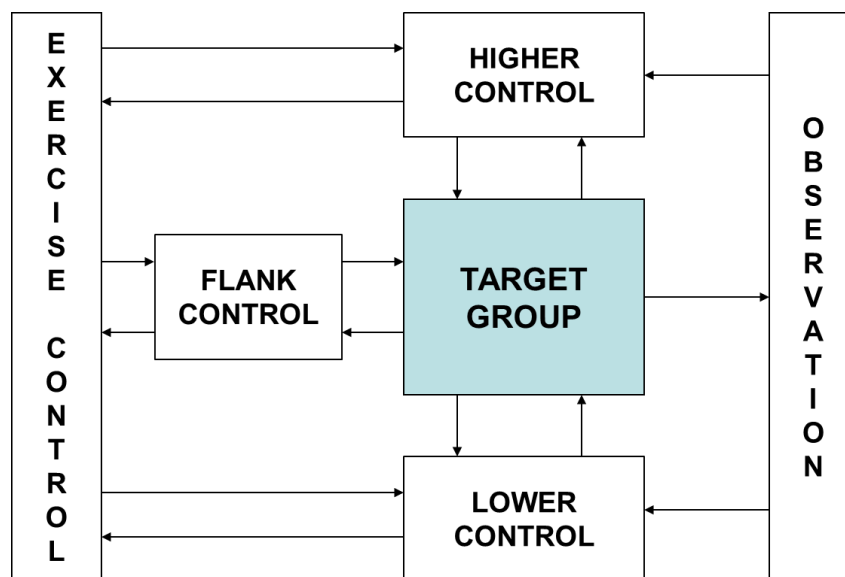 EXERCISE CONTROL
HIGHER
CONTROL
FLANK
CONTROL
TARGET
GROUP
LOWER
CONTROL
OBSERVATION